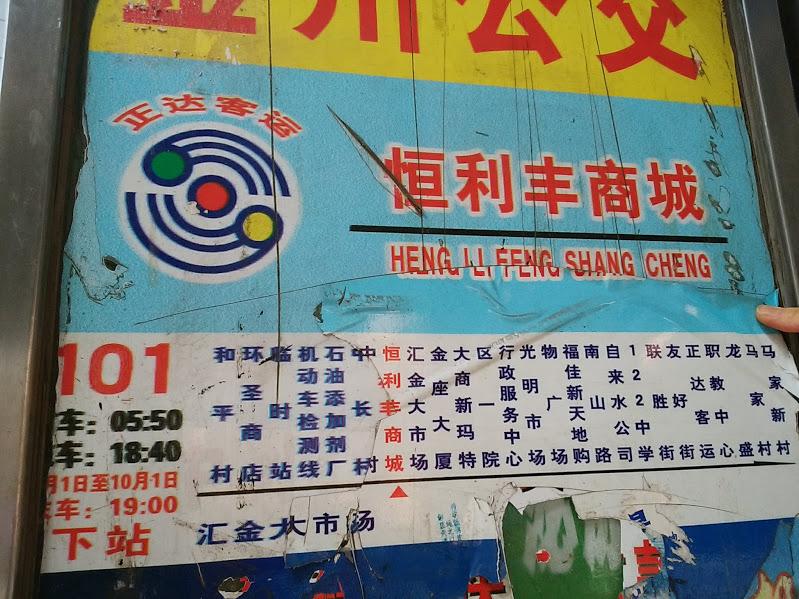 金州公交
正达客运
恒利丰商城
HENG LI FENG SHANG CHENG
101
车：05:50
车：18:40
月1日至10月1日
车：19:00
下站
和平村
环圣商店
临时站
机动车检测线
石油添加剂厂
中长村
恒利丰商城
汇金大市场
金座大厦
大商新玛特
区一院
行政服务中心
光明市场
物广场
福佳新天地购
南山路
自来水公司
122中学
联胜街
友好街
正达客运
职教中心
龙盛
马家村
马家新村
汇金大市场